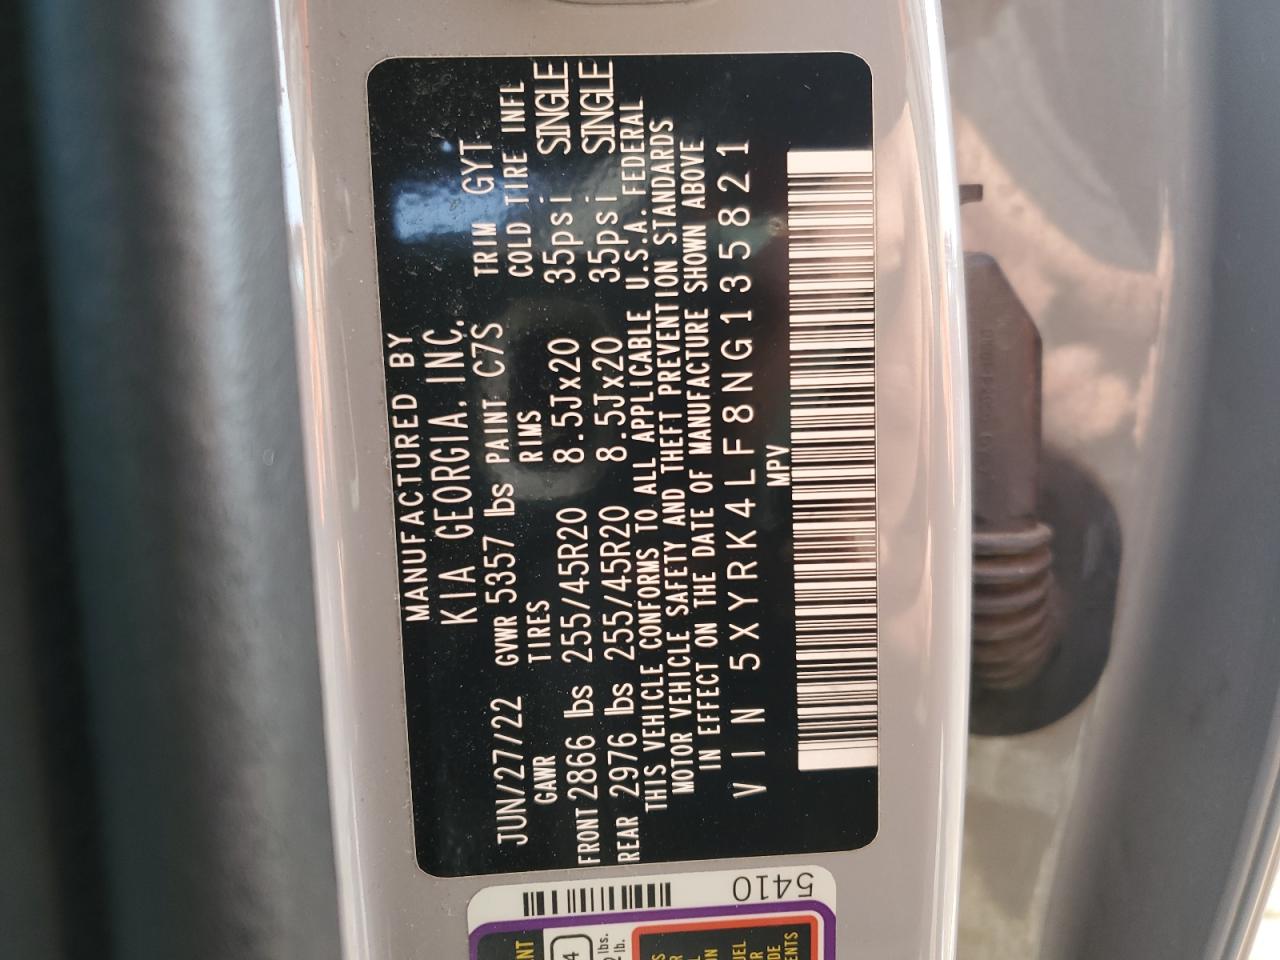 MANUFACTURED BY
KIA GEORGIA, INC.
JUN/27/22 GVWR 5357 lbs PAINT C7S TRIM GYT
GAWR TIRES RIMS COLD TIRE INFL
FRONT 2866 lbs 255/45R20 8.5Jx20 35psi SINGLE
REAR 2976 lbs 255/45R20 8.5Jx20 35psi SINGLE
THIS VEHICLE CONFORMS TO ALL APPLICABLE U.S.A. FEDERAL
MOTOR VEHICLE SAFETY AND THEFT PREVENTION STANDARDS
IN EFFECT ON THE DATE OF MANUFACTURE SHOWN ABOVE
VIN 5XYRK4LF8NG135821
MPV
5410
4
lbs.
lb.